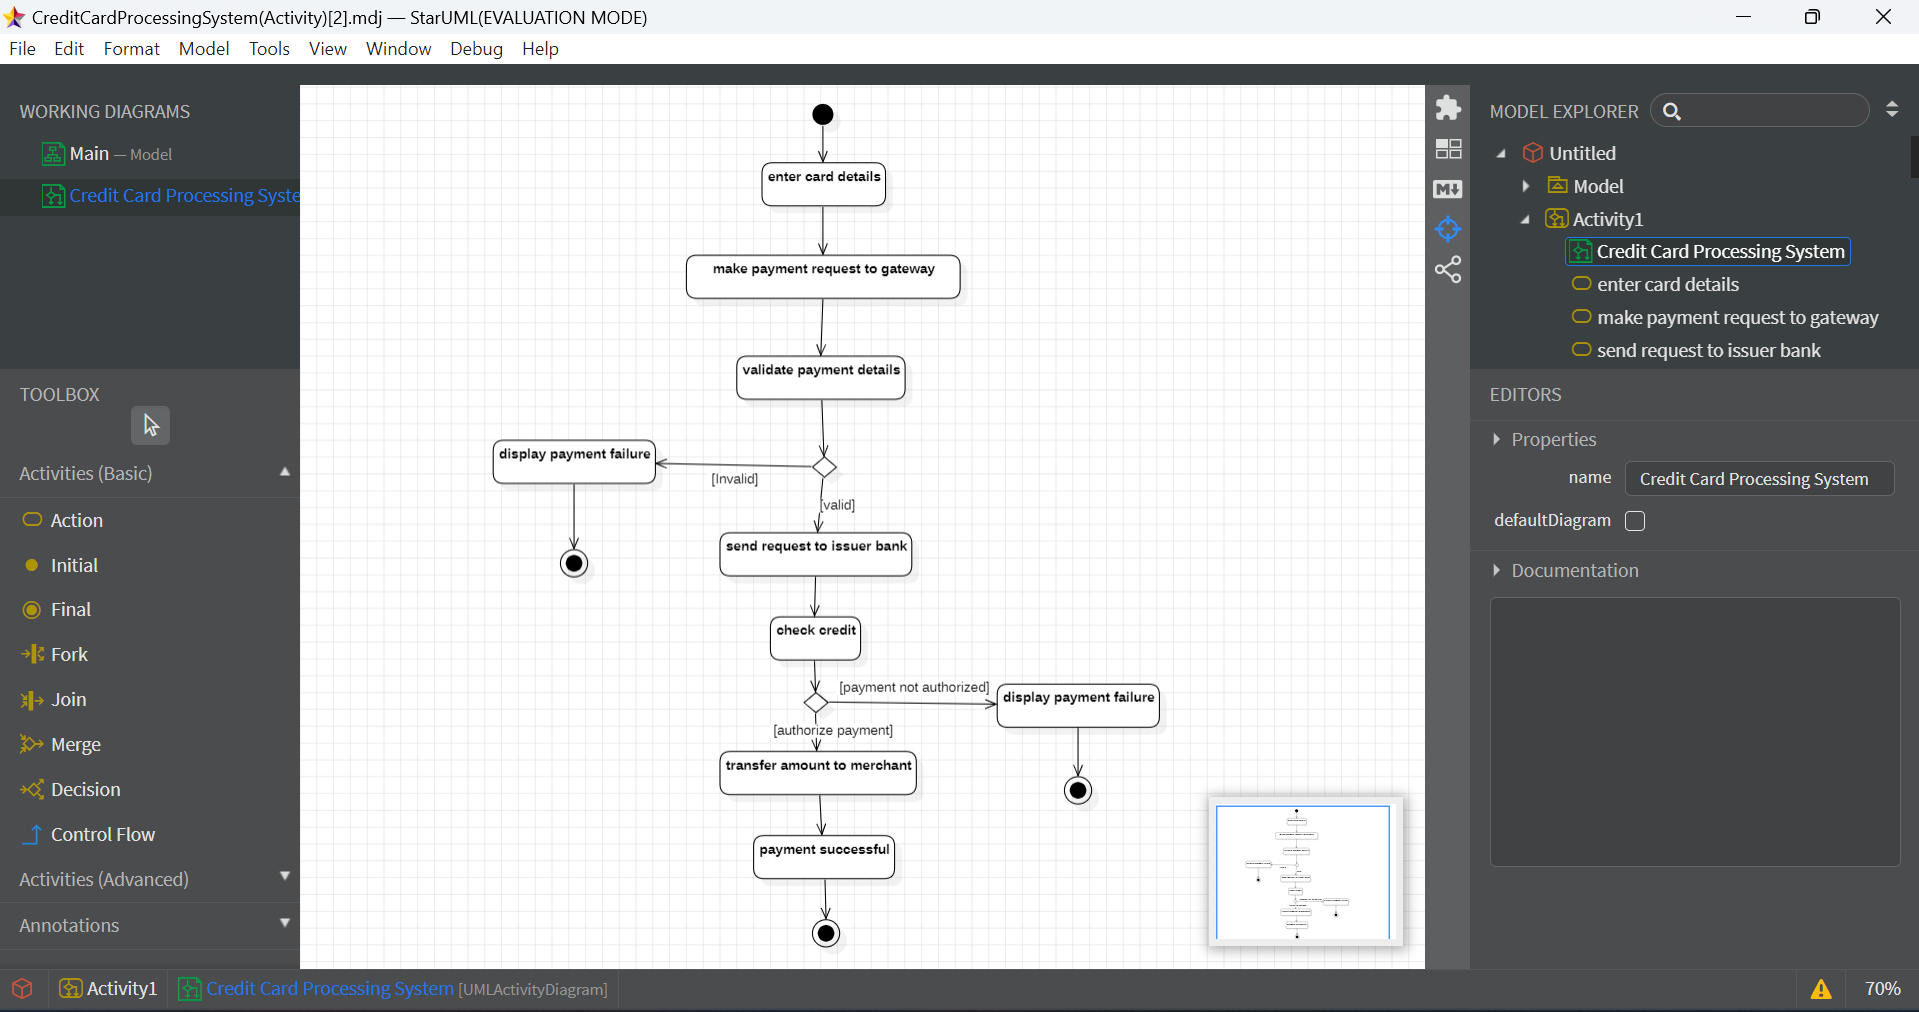 CreditCardProcessingSystem(Activity)[2].mdj — StarUML(EVALUATION MODE)
File Edit Format Model Tools View Window Debug Help
WORKING DIAGRAMS
Main — Model
Credit Card Processing Syste
TOOLBOX
Activities (Basic)
Action
Initial
Final
Fork
Join
Merge
Decision
Control Flow
Activities (Advanced)
Annotations
enter card details
make payment request to gateway
validate payment details
display payment failure
[Invalid]
[valid]
send request to issuer bank
check credit
[payment not authorized]
display payment failure
[authorize payment]
transfer amount to merchant
payment successful
MODEL EXPLORER
Untitled
Model
Activity1
Credit Card Processing System
enter card details
make payment request to gateway
send request to issuer bank
EDITORS
Properties
name Credit Card Processing System
defaultDiagram
Documentation
Activity1 Credit Card Processing System [UMLActivityDiagram]
70%